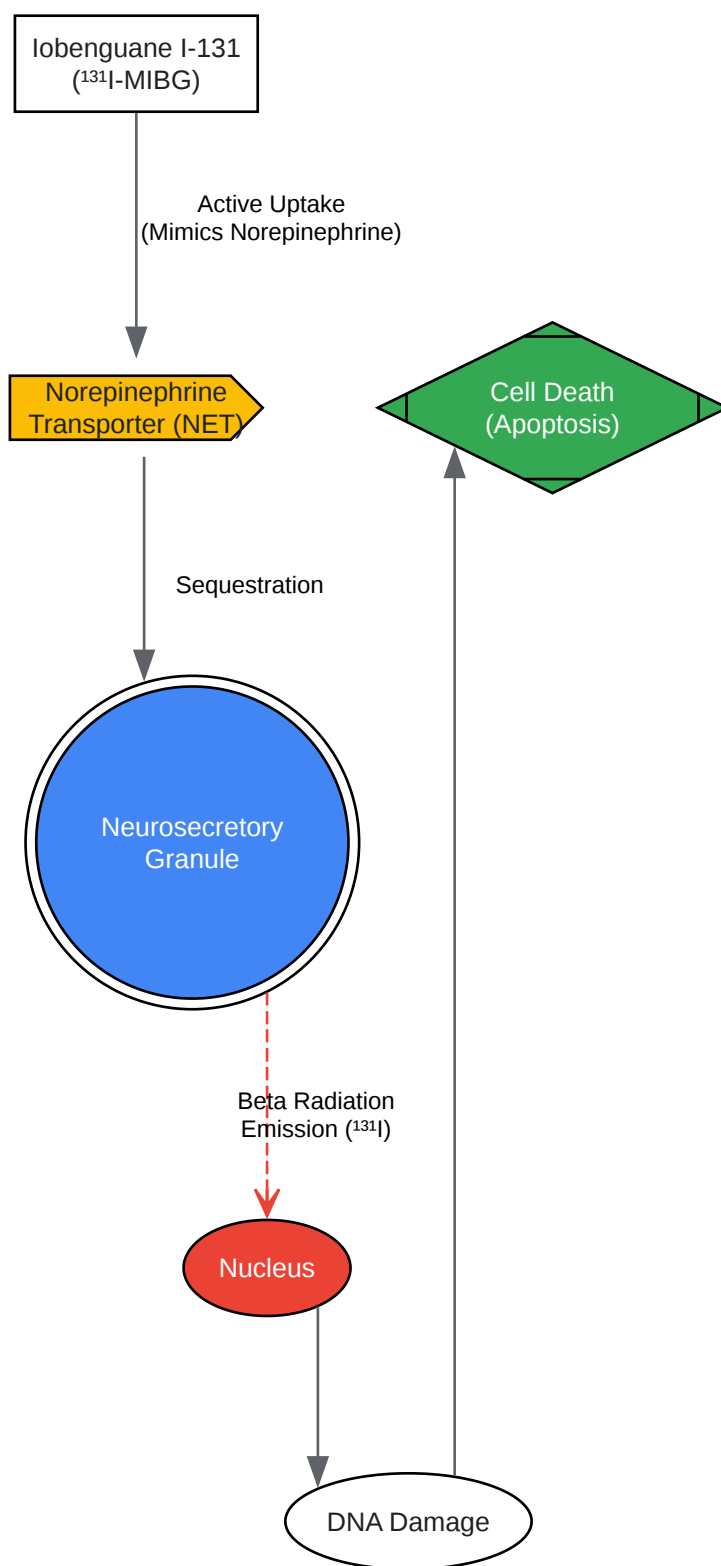 Iobenguane I-131
(¹³¹I-MIBG)
Active Uptake
(Mimics Norepinephrine)
Norepinephrine
Transporter (NET)
Cell Death
(Apoptosis)
Sequestration
Neurosecretory
Granule
Beta Radiation
Emission (¹³¹I)
Nucleus
DNA Damage